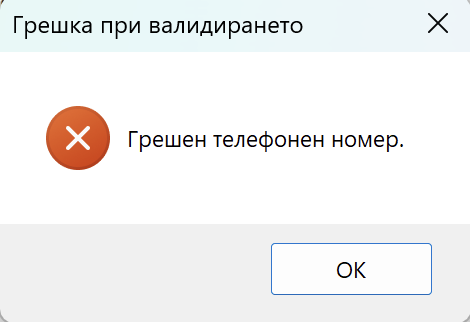 Грешка при валидирането
Грешен телефонен номер.
OK